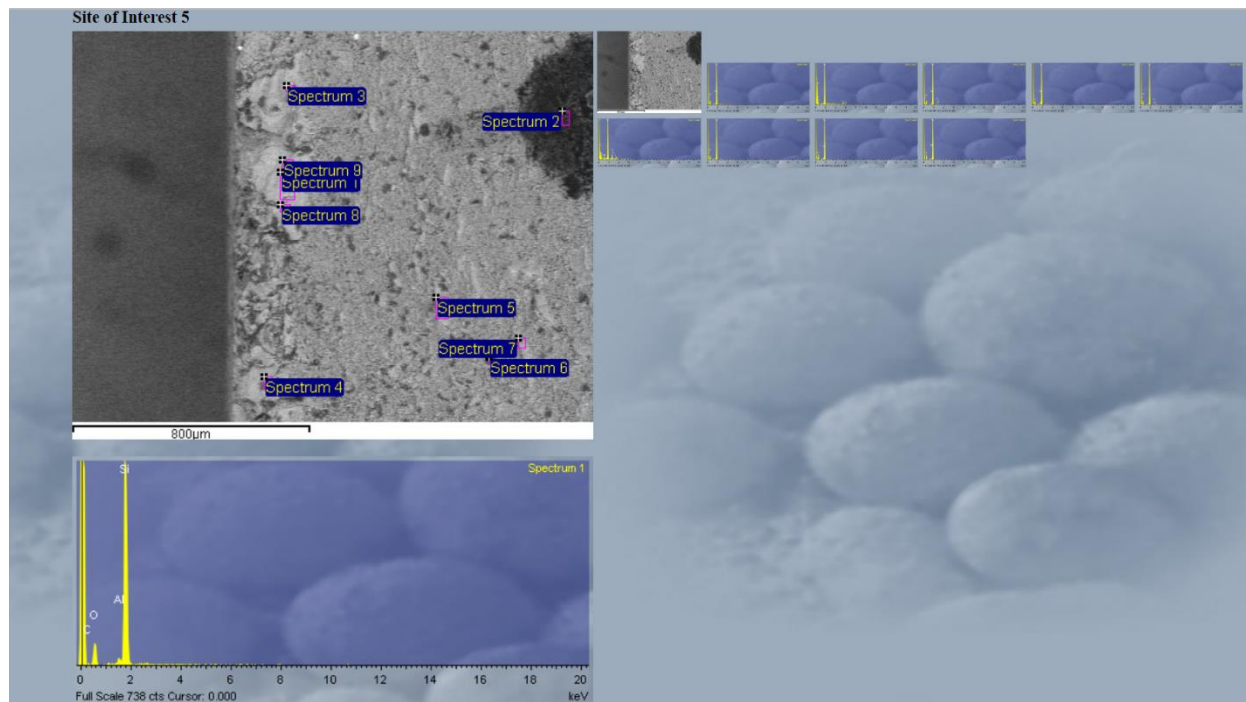 Site of Interest 5
Spectrum 3
Spectrum 2
Spectrum 9
Spectrum 1
Spectrum 8
Spectrum 5
Spectrum 7
Spectrum 6
Spectrum 4
800µm
Spectrum 1
Si
Al
O
C
0 2 4 6 8 10 12 14 16 18 20
Full Scale 738 cts Cursor: 0.000 keV